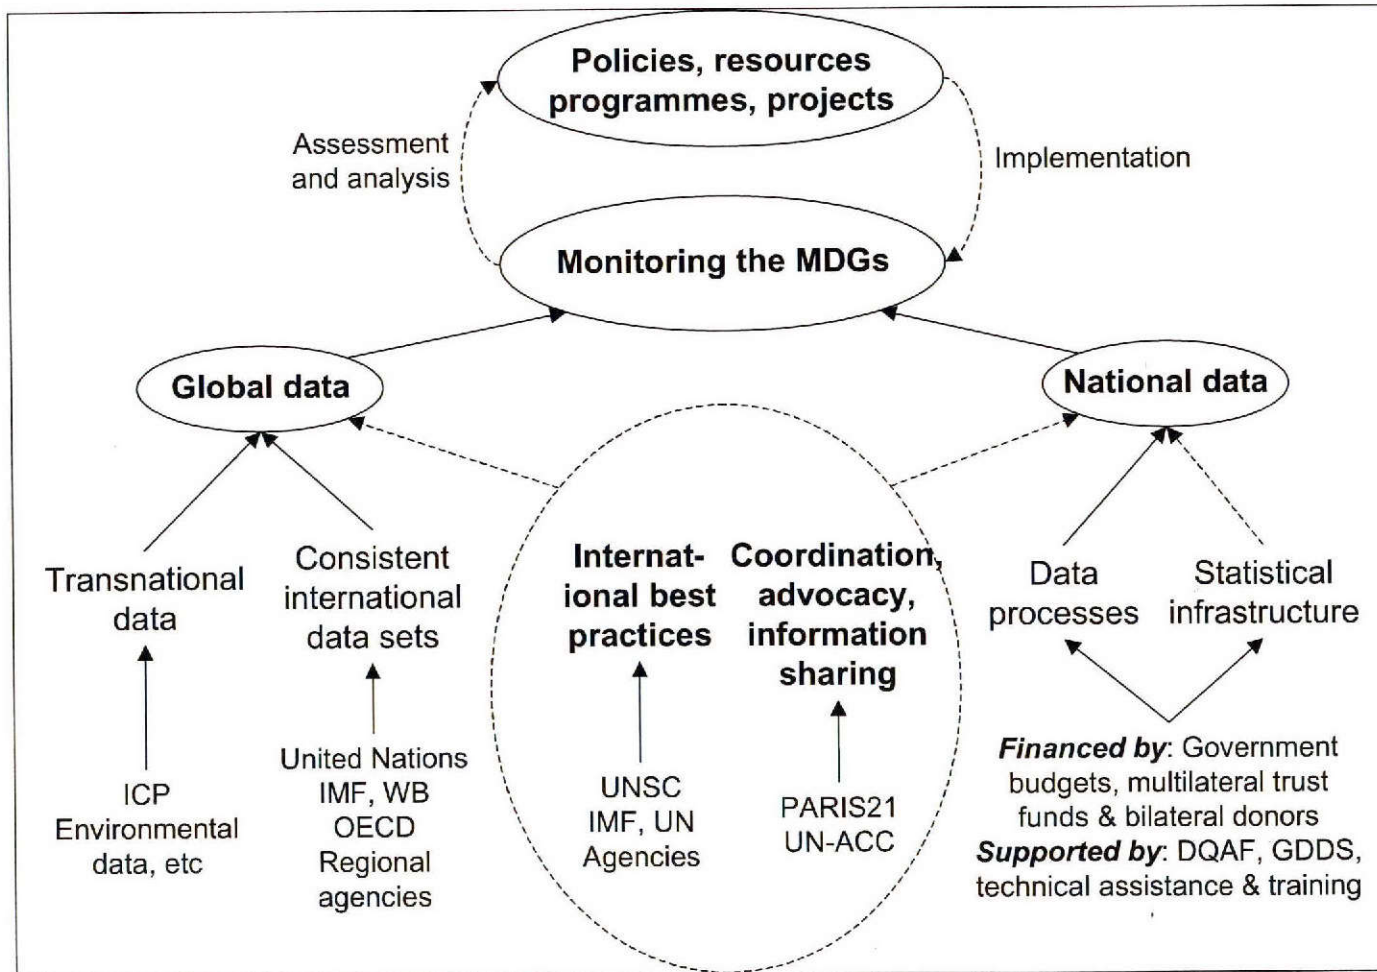 Policies, resources
programmes, projects
Assessment
and analysis
Implementation
Monitoring the MDGs
Global data
National data
Transnational
data
Consistent
international
data sets
Internat-
ional best
practices
Coordination,
advocacy,
information
sharing
Data
processes
Statistical
infrastructure
ICP
Environmental
data, etc
United Nations
IMF, WB
OECD
Regional
agencies
UNSC
IMF, UN
Agencies
PARIS21
UN-ACC
Financed by: Government
budgets, multilateral trust
funds & bilateral donors
Supported by: DQAF, GDDS,
technical assistance & training